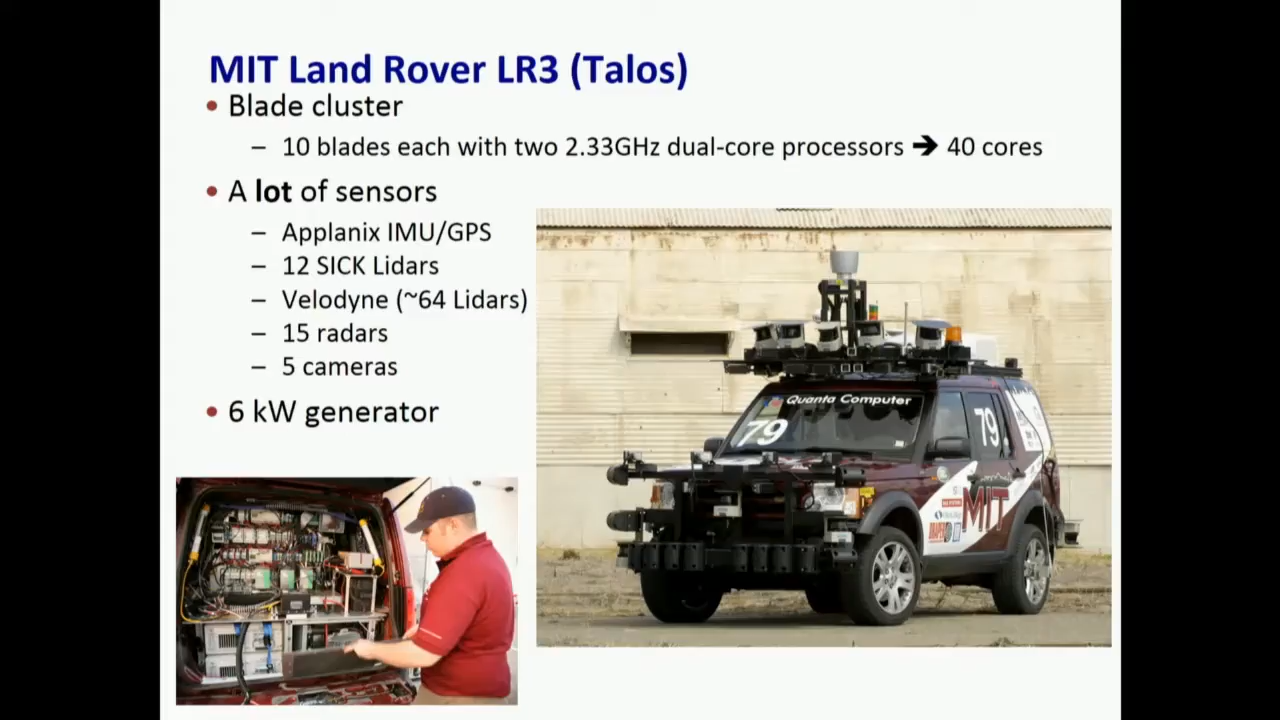 MIT Land Rover LR3 (Talos)
• Blade cluster
– 10 blades each with two 2.33GHz dual-core processors ➔ 40 cores
• A lot of sensors
– Applanix IMU/GPS
– 12 SICK Lidars
– Velodyne (~64 Lidars)
– 15 radars
– 5 cameras
• 6 kW generator
Quanta Computer
79
79
MIT
DRAPER